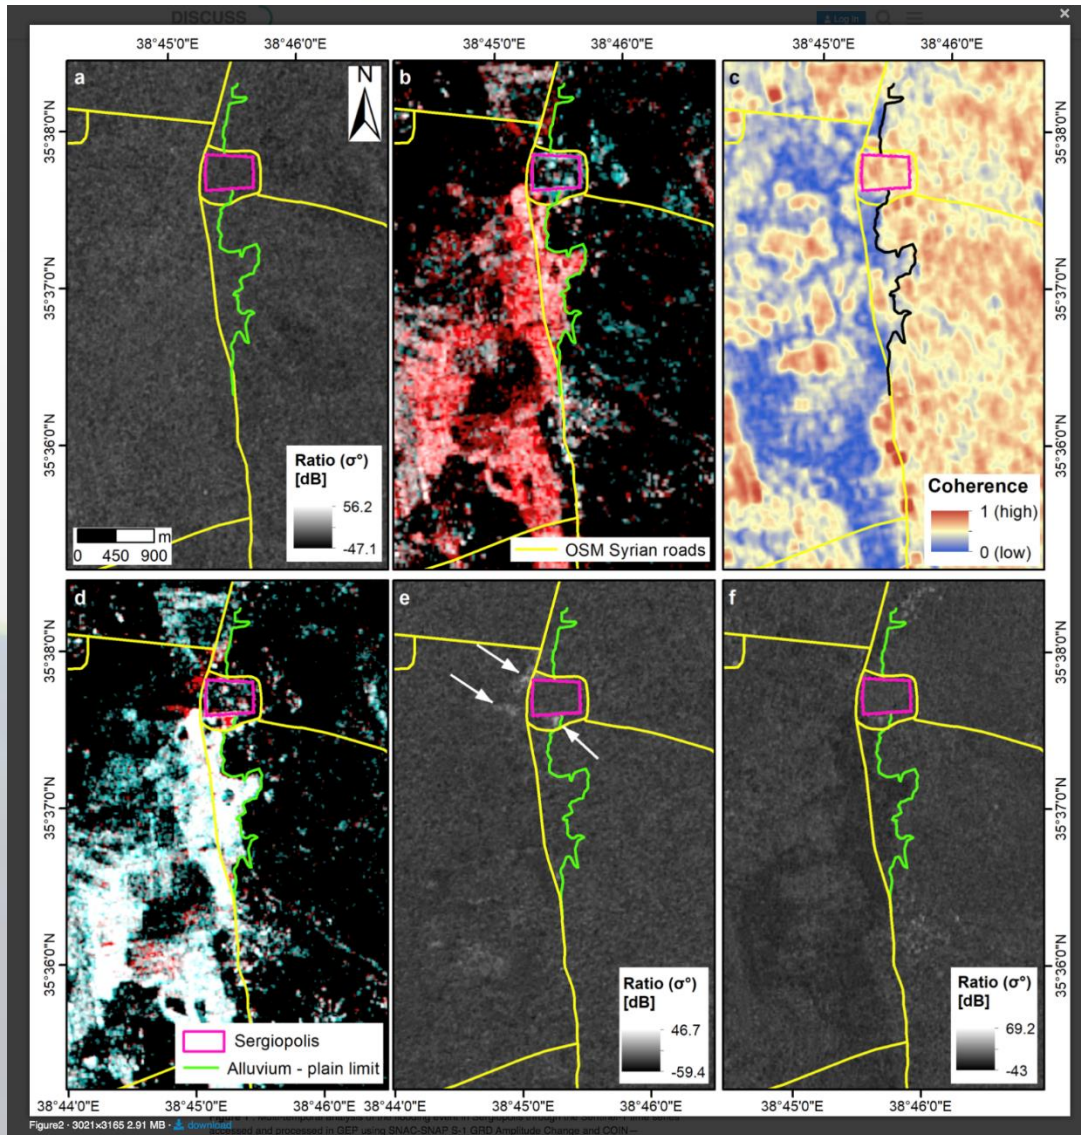 DISCUSS
Log in
×
38°45'0"E 38°46'0"E 38°45'0"E 38°46'0"E 38°45'0"E 38°46'0"E
a
N
b
c
35°38'0"N
35°37'0"N
35°36'0"N
35°38'0"N
35°37'0"N
35°36'0"N
Ratio (σ°)
[dB]
56.2
-47.1
m
0 450 900
OSM Syrian roads
Coherence
1 (high)
0 (low)
d
e
f
35°38'0"N
35°37'0"N
35°36'0"N
35°38'0"N
35°37'0"N
35°36'0"N
Sergiopolis
Alluvium - plain limit
Ratio (σ°)
[dB]
46.7
-59.4
Ratio (σ°)
[dB]
69.2
-43
38°44'0"E 38°45'0"E 38°46'0"E 38°45'0"E 38°46'0"E 38°45'0"E 38°46'0"E
Figure2 · 3021×3165 2.91 MB · download
accessed and processed in GEP using SNAC-SNAP S-1 GRD Amplitude Change and COIN—